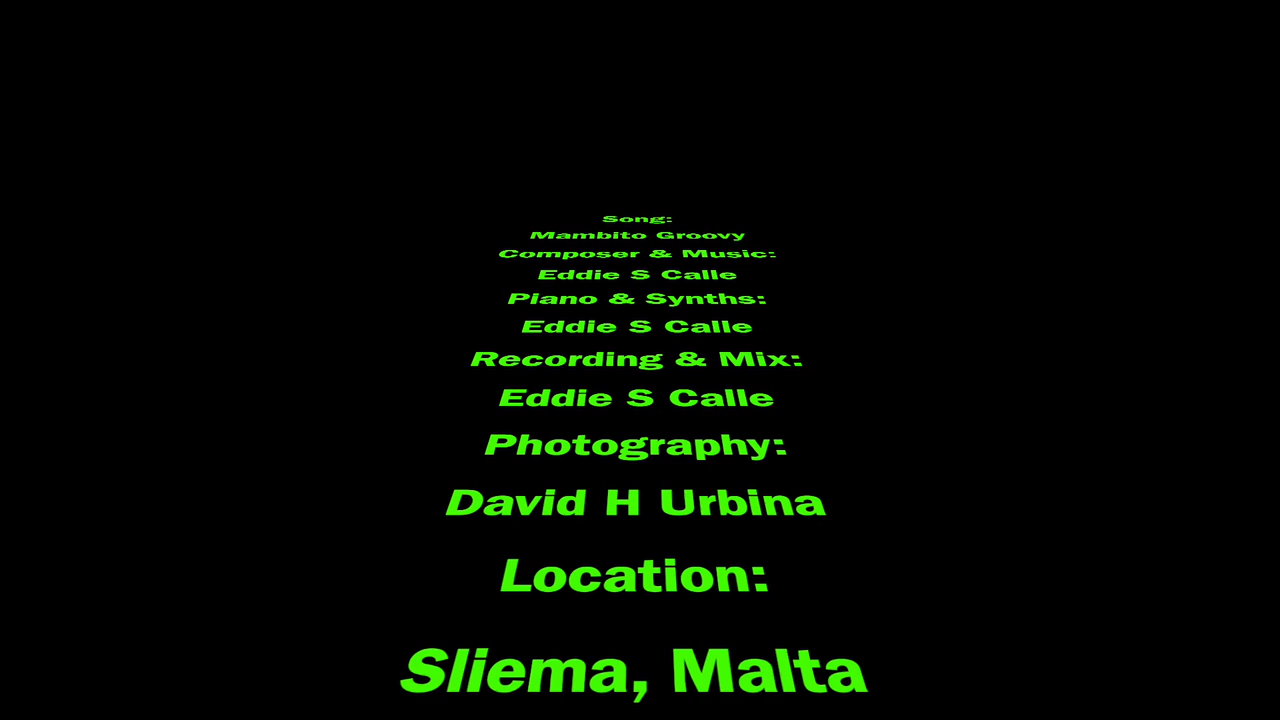 Song:
Mambito Groovy
Composer & Music:
Eddie S Calle
Piano & Synths:
Eddie S Calle
Recording & Mix:
Eddie S Calle
Photography:
David H Urbina
Location:
Sliema, Malta